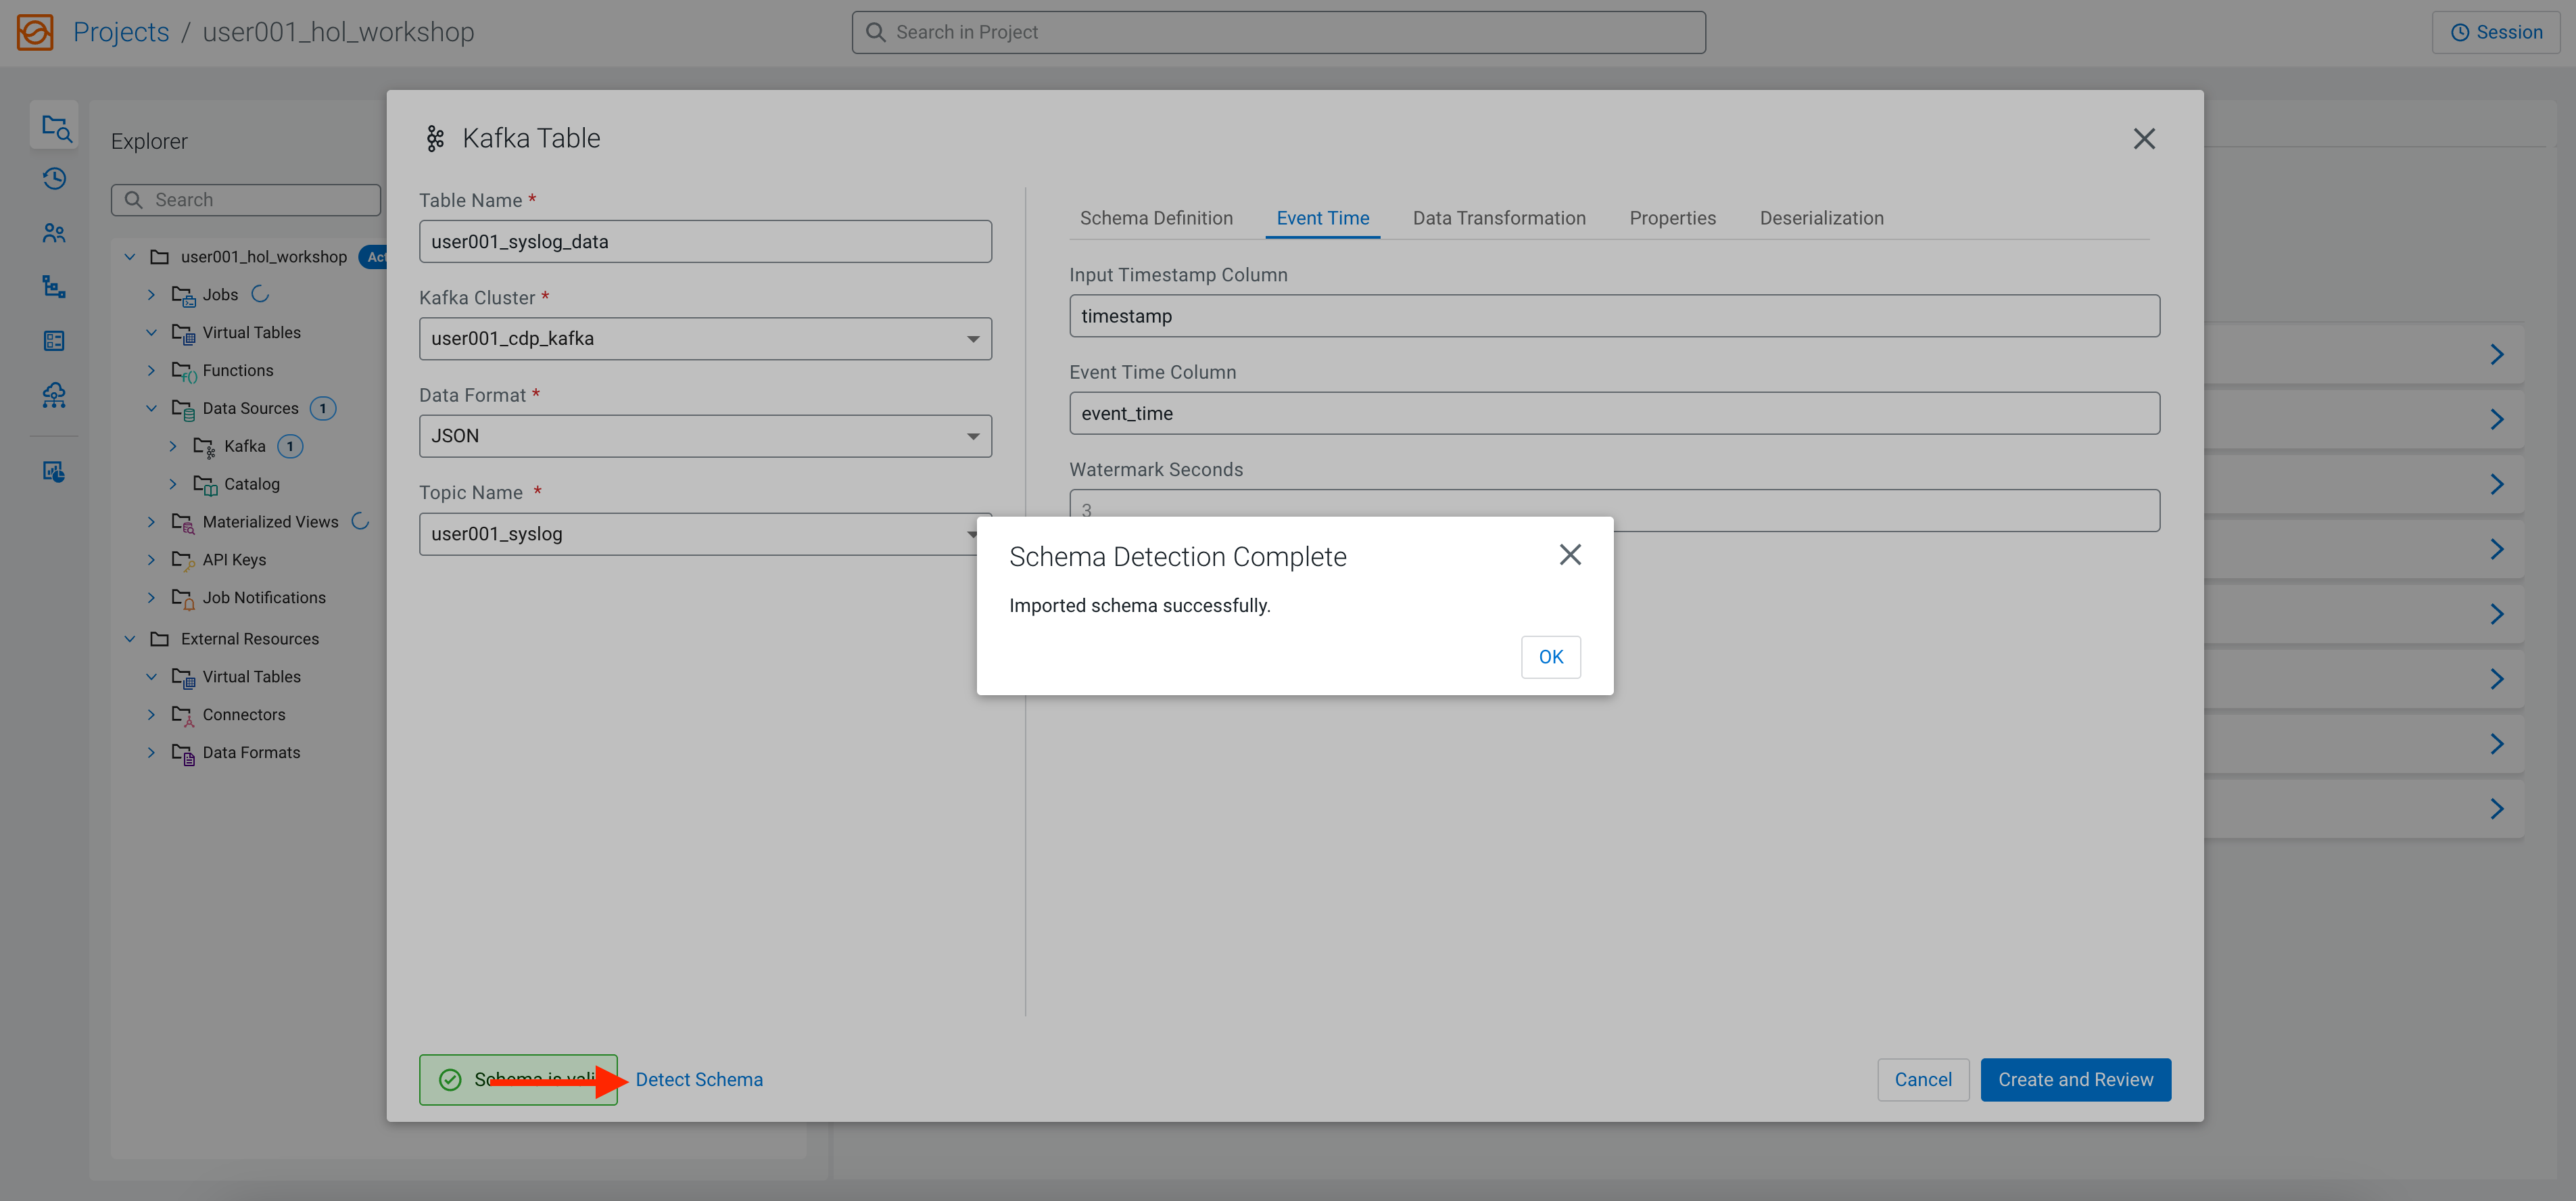 Projects / user001_hol_workshop
Search in Project
Session
Explorer
Search
user001_hol_workshop
Jobs
Virtual Tables
Functions
Data Sources 1
Kafka 1
Catalog
Materialized Views
API Keys
Job Notifications
External Resources
Virtual Tables
Connectors
Data Formats
Kafka Table
Table Name *
user001_syslog_data
Kafka Cluster *
user001_cdp_kafka
Data Format *
JSON
Topic Name *
user001_syslog
Schema Definition Event Time Data Transformation Properties Deserialization
Input Timestamp Column
timestamp
Event Time Column
event_time
Watermark Seconds
3
Schema Detection Complete
Imported schema successfully.
OK
Schema is
Detect Schema
Cancel
Create and Review